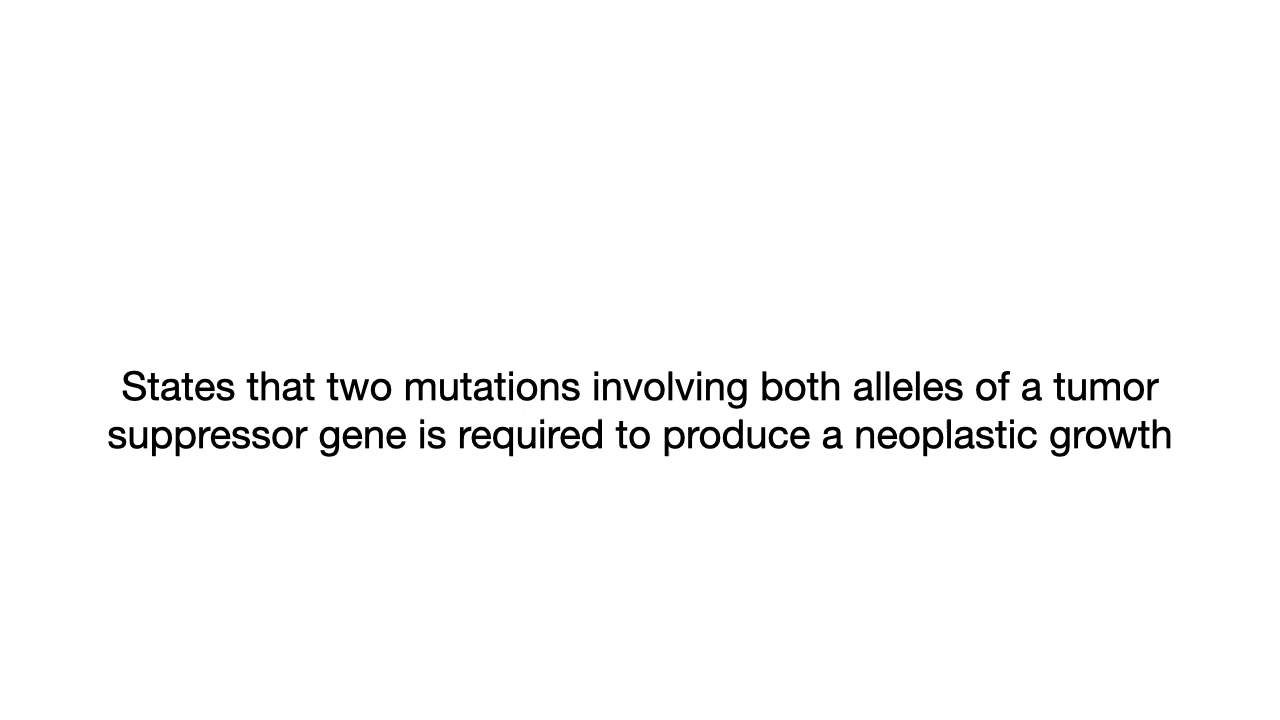 States that two mutations involving both alleles of a tumor
suppressor gene is required to produce a neoplastic growth